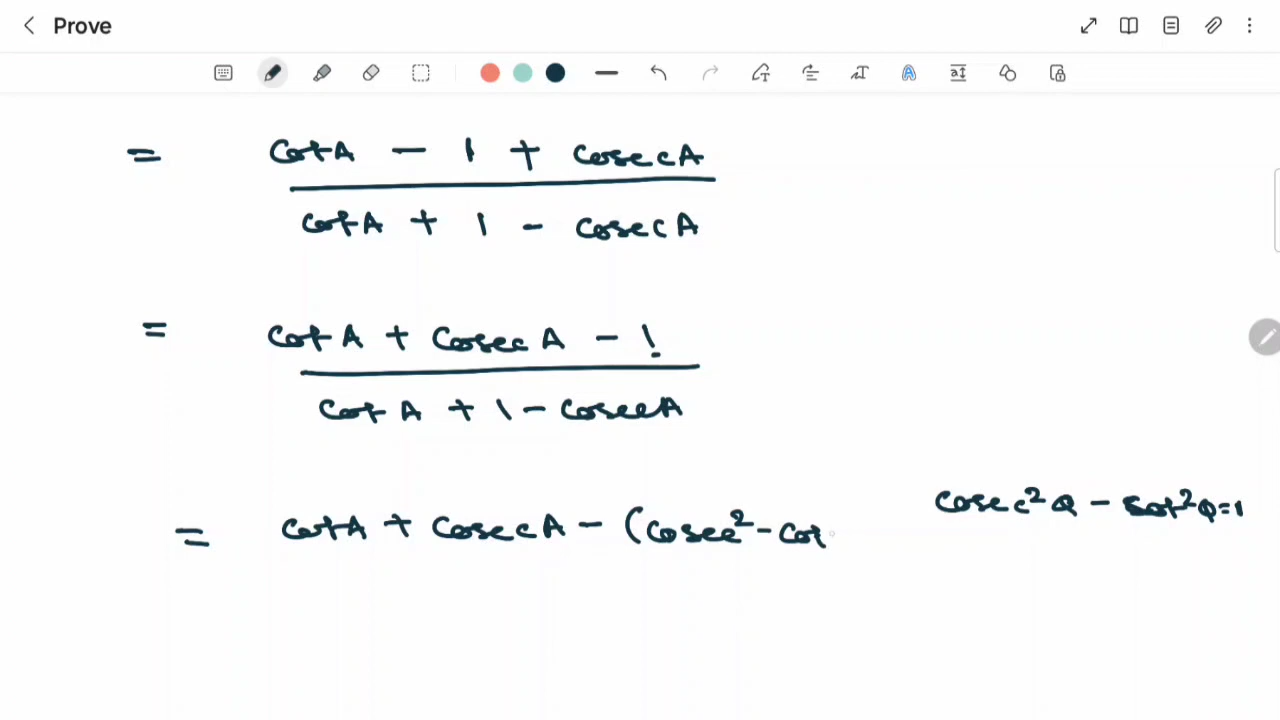 Prove
= cotA - 1 + cosecA
cotA + 1 - cosecA
= cotA + cosecA - 1
cotA + 1 - cosecA
cosec²θ - cot²θ=1
= cotA + cosecA - (cosec² - cot